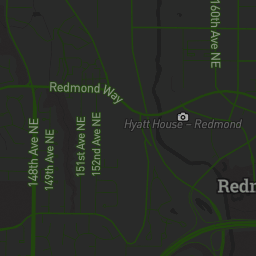 160th Ave NE
Redmond Way
Hyatt House - Redmond
148th Ave NE
149th Ave NE
151st Ave NE
152nd Ave NE
Redm